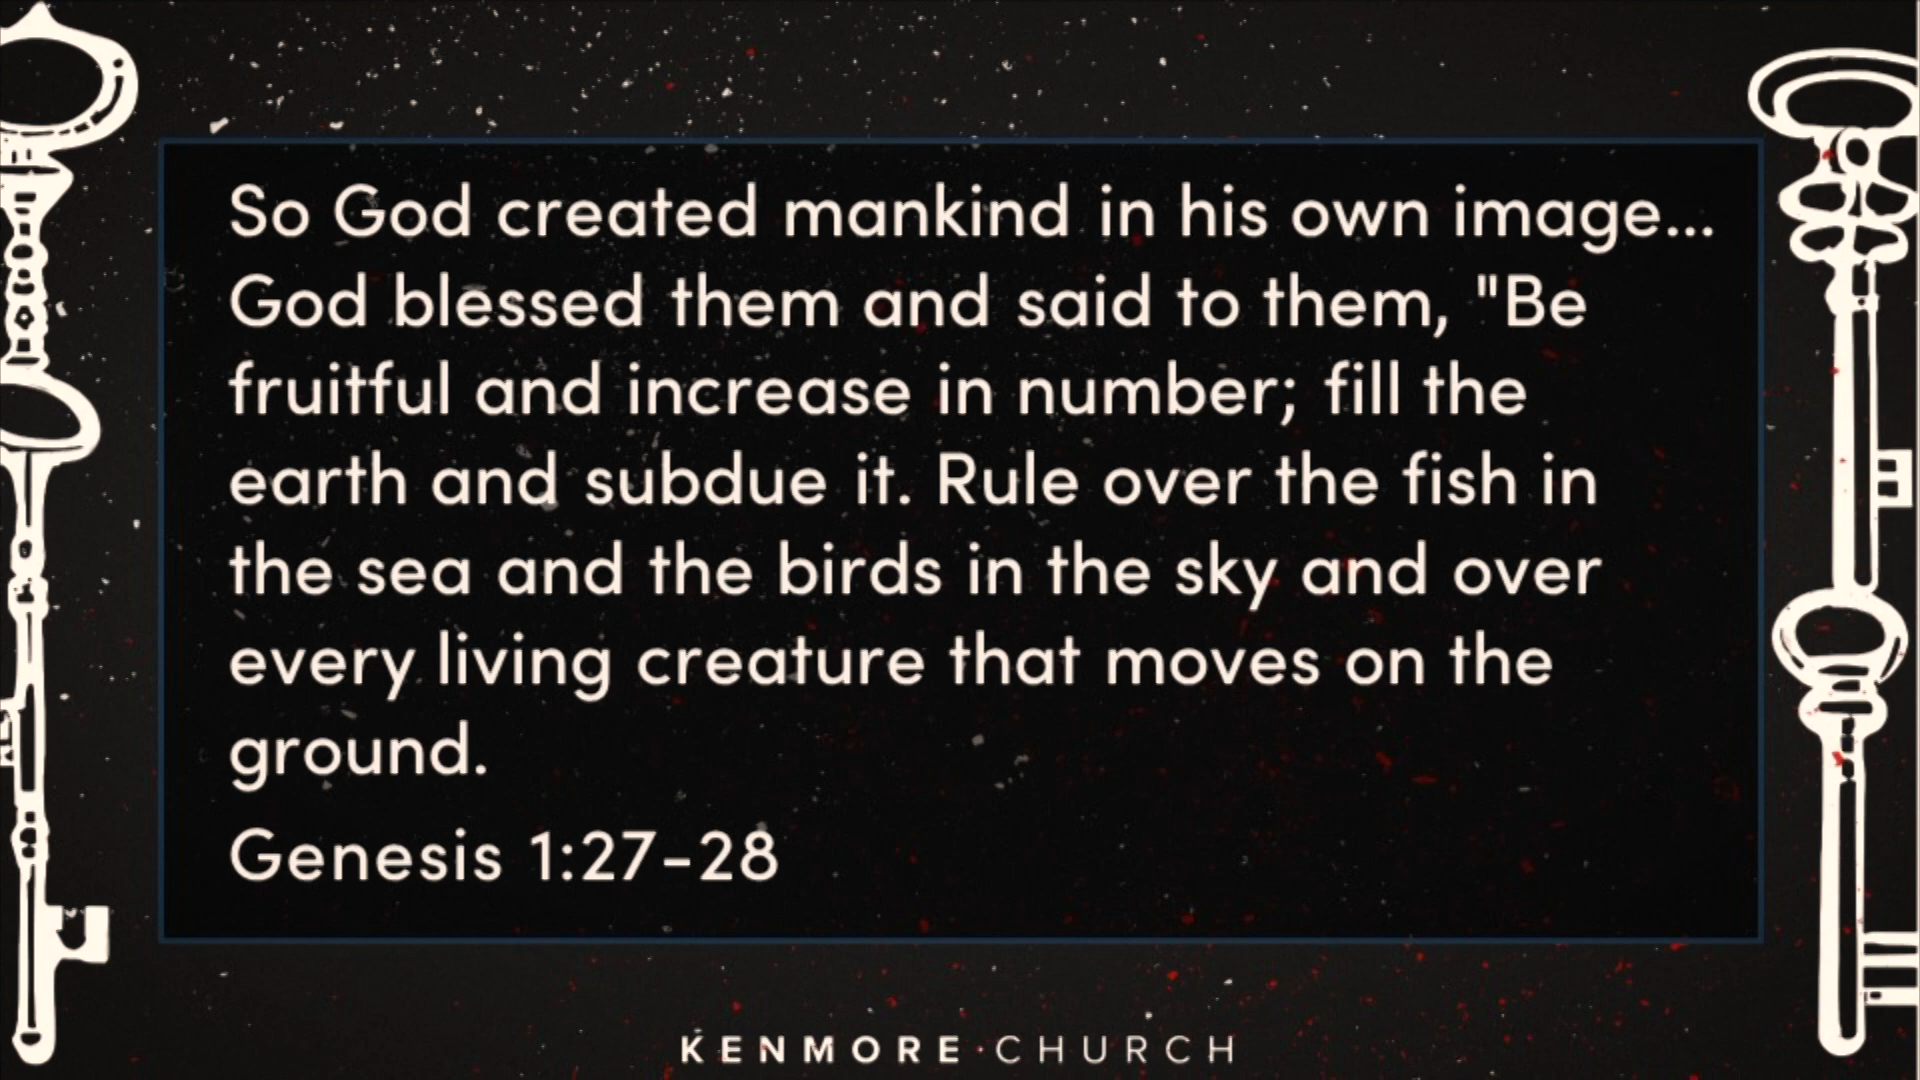 So God created mankind in his own image...
God blessed them and said to them, "Be
fruitful and increase in number; fill the
earth and subdue it. Rule over the fish in
the sea and the birds in the sky and over
every living creature that moves on the
ground.
Genesis 1:27-28
KENMORE·CHURCH